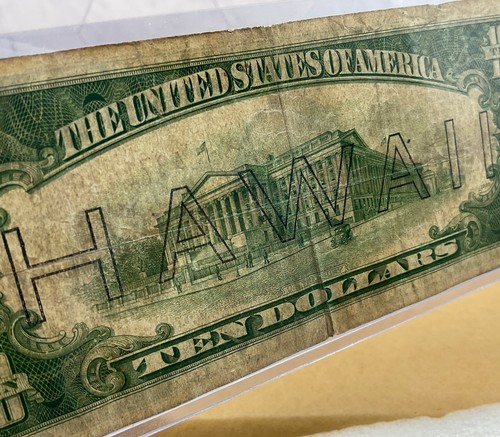 THE UNITED STATES OF AMERICA
HAWAII
TEN DOLLARS